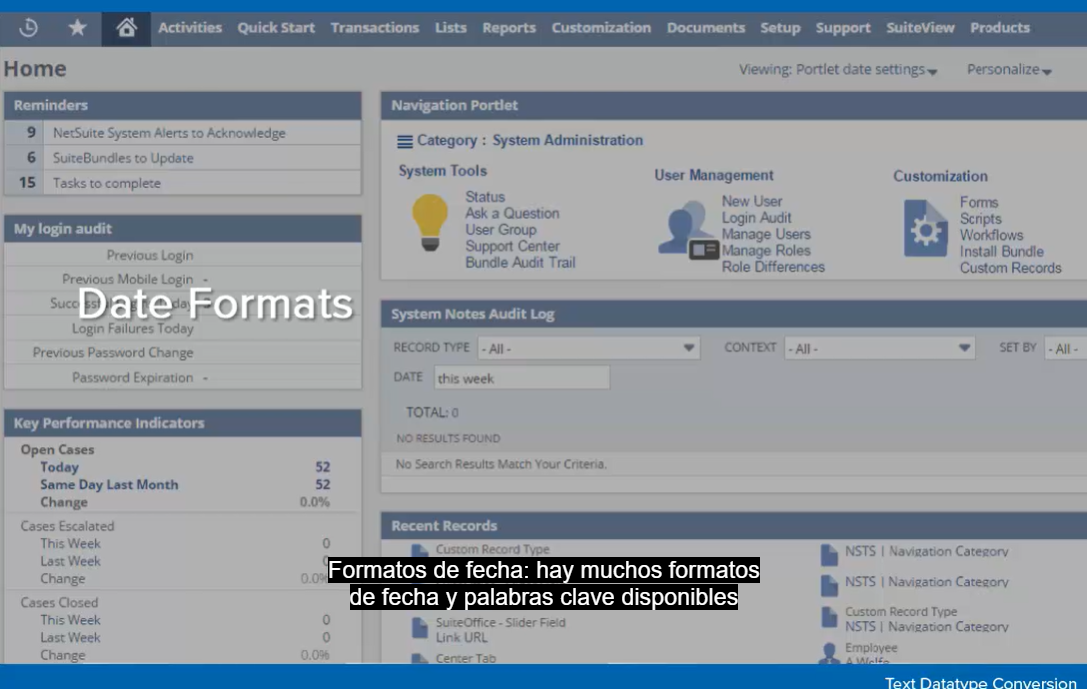 Activities Quick Start Transactions Lists Reports Customization Documents Setup Support SuiteView Products
Home
Viewing: Portlet date settings
Personalize
Reminders
9 NetSuite System Alerts to Acknowledge
6 SuiteBundles to Update
15 Tasks to complete
My login audit
Previous Login
Previous Mobile Login -
Login Failures Today
Previous Password Change
Password Expiration -
Date Formats
Key Performance Indicators
Open Cases
Today 52
Same Day Last Month 52
Change 0.0%
Cases Escalated
This Week 0
Last Week 0
Change 0.0%
Cases Closed
This Week 0
Last Week 0
Change 0.0%
Navigation Portlet
Category : System Administration
System Tools
Status
Ask a Question
User Group
Support Center
Bundle Audit Trail
User Management
New User
Login Audit
Manage Users
Manage Roles
Role Differences
Customization
Forms
Scripts
Workflows
Install Bundle
Custom Records
System Notes Audit Log
RECORD TYPE - All - CONTEXT - All - SET BY - All -
DATE this week
TOTAL: 0
NO RESULTS FOUND
No Search Results Match Your Criteria.
Recent Records
Custom Record Type
SuiteOffice - Slider Field
Link URL
Center Tab
NSTS | Navigation Category
NSTS | Navigation Category
Custom Record Type
NSTS | Navigation Category
Employee
A Wolfe
Formatos de fecha: hay muchos formatos
de fecha y palabras clave disponibles
Text Datatype Conversion